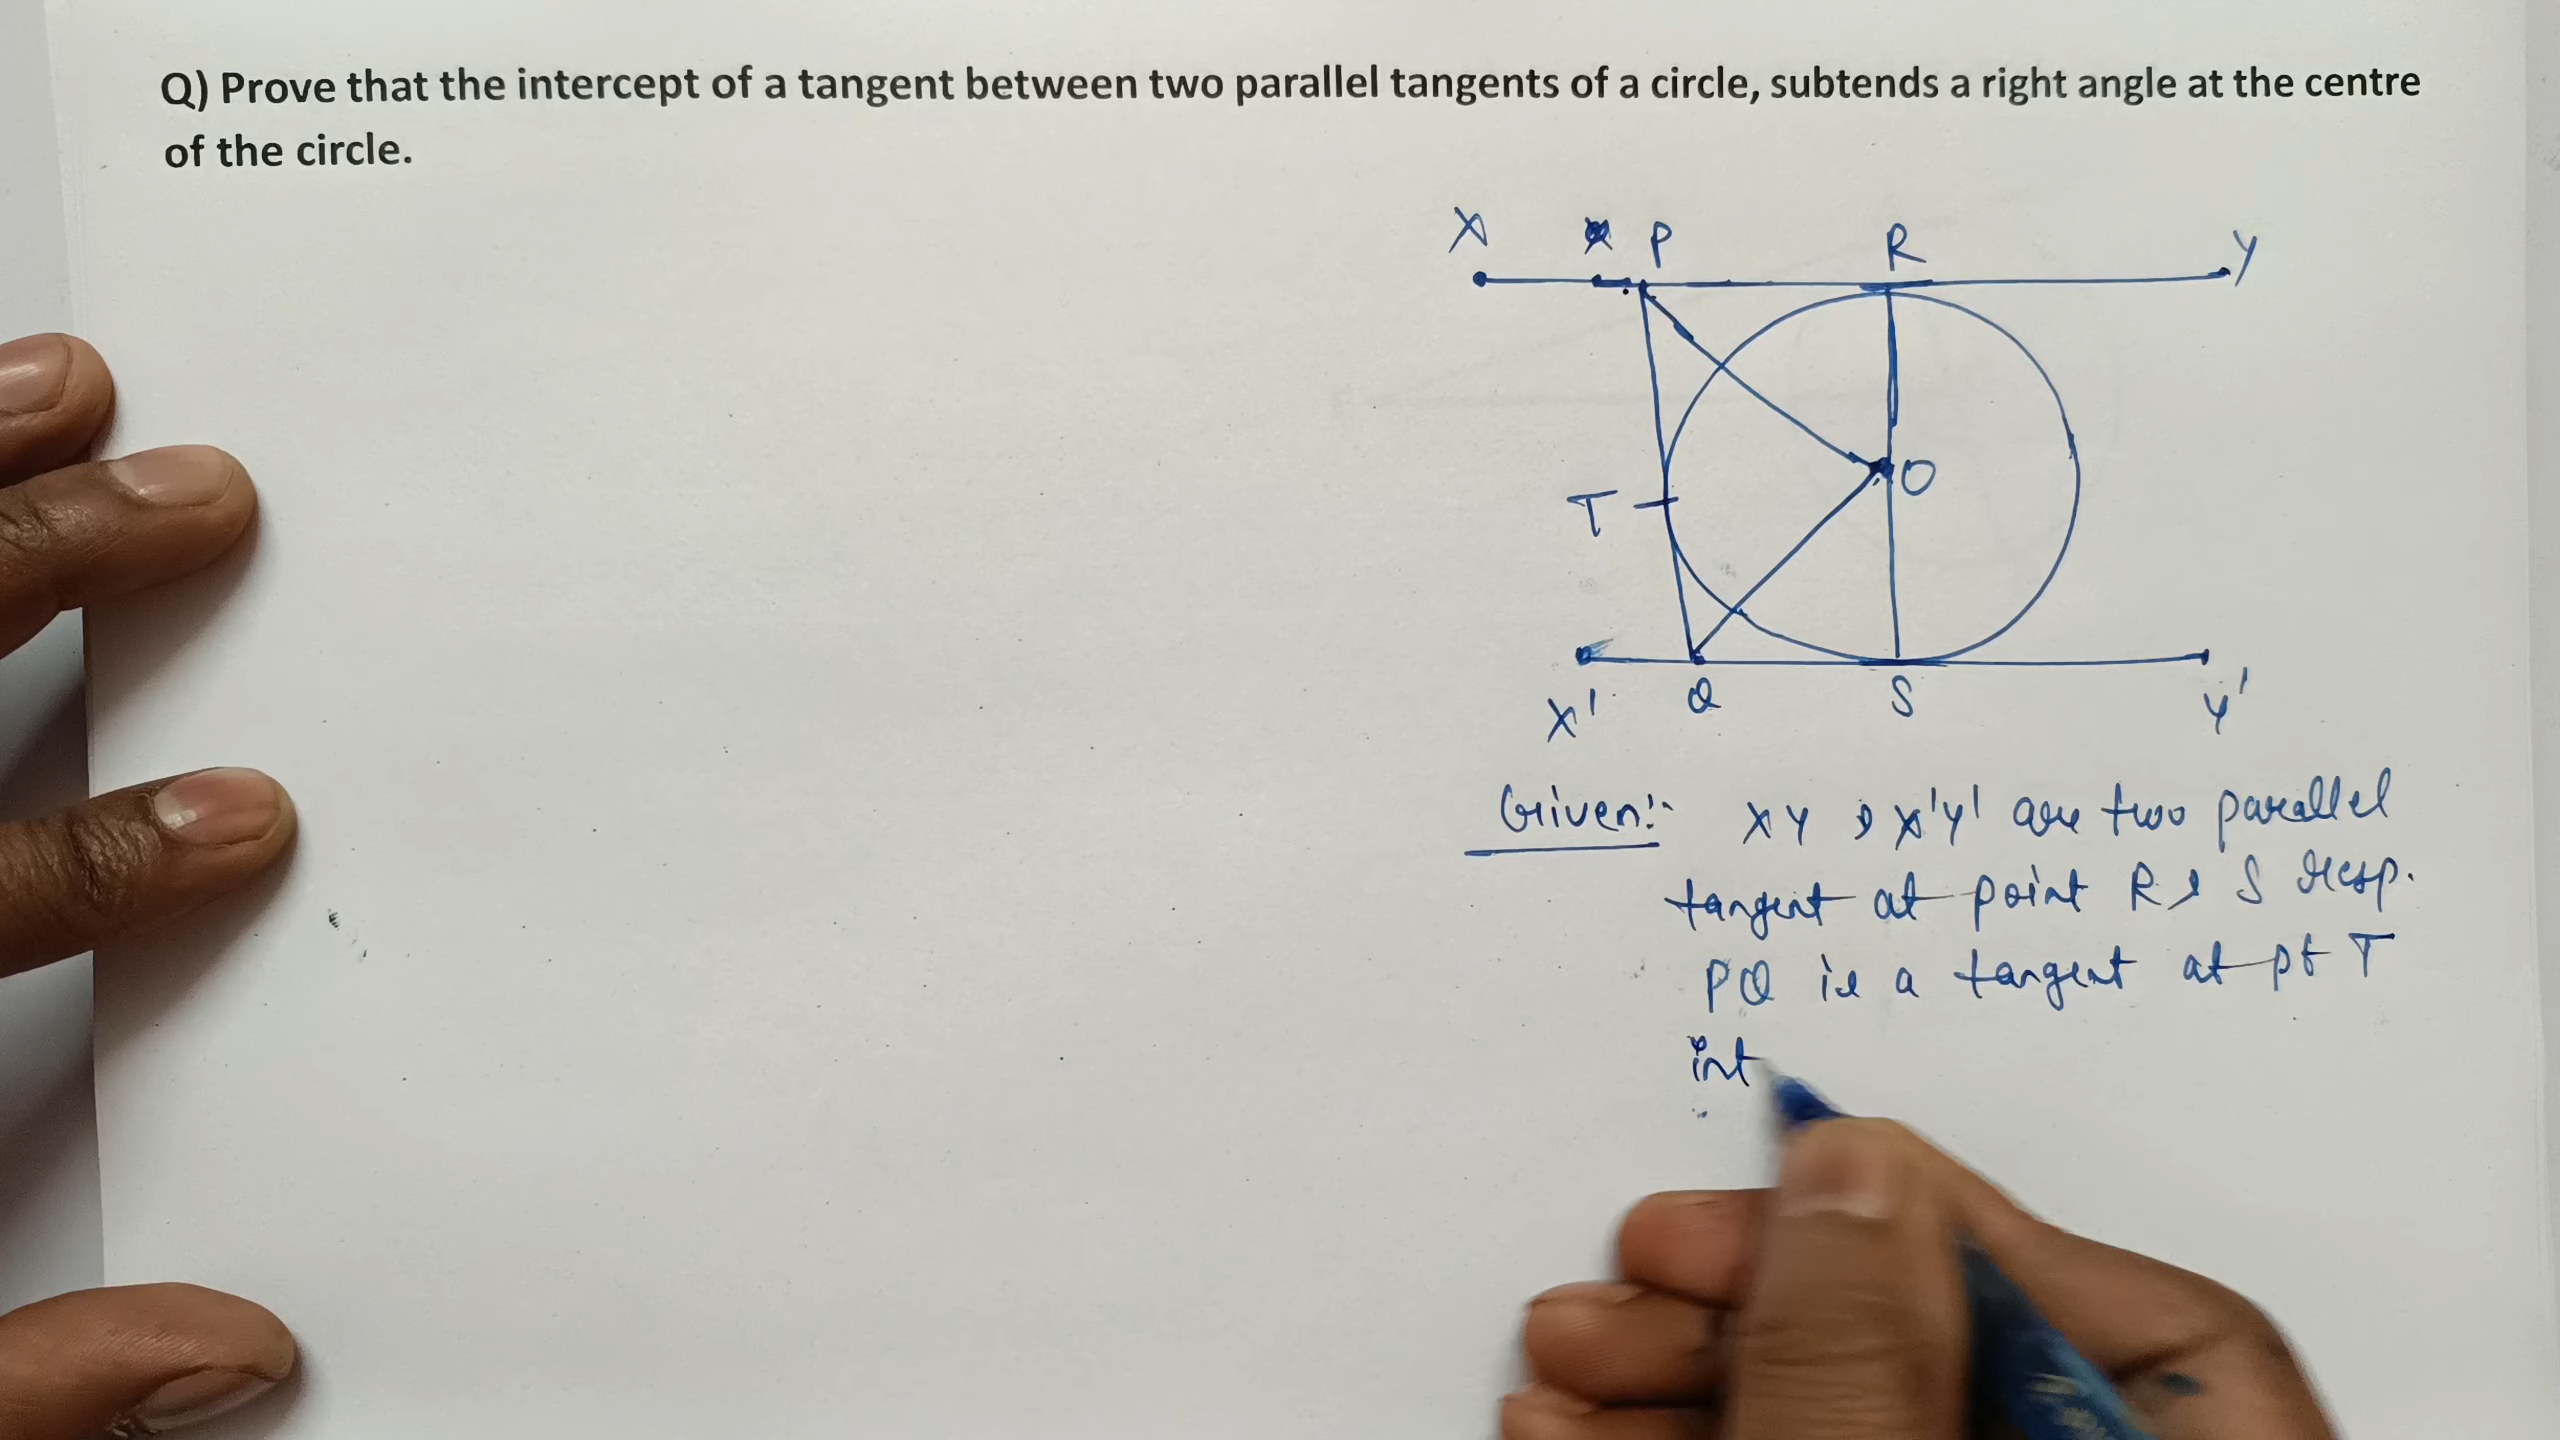 Q) Prove that the intercept of a tangent between two parallel tangents of a circle, subtends a right angle at the centre
of the circle.
X P R Y
O
T
X' Q S Y'
Given:- XY & X'Y' are two parallel
tangent at point R & S resp.
PQ is a tangent at pt T
int